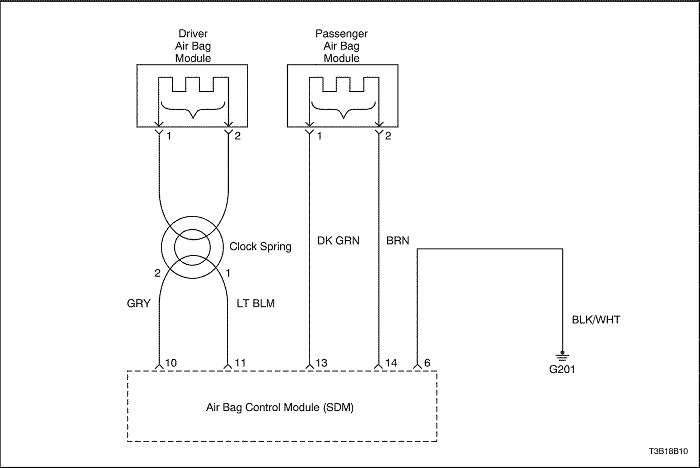 Driver
Air Bag
Module
Passenger
Air Bag
Module
1
2
1
2
Clock Spring
DK GRN
BRN
2
1
GRY
LT BLM
BLK/WHT
10
11
13
14
6
G201
Air Bag Control Module (SDM)
T3B18B10